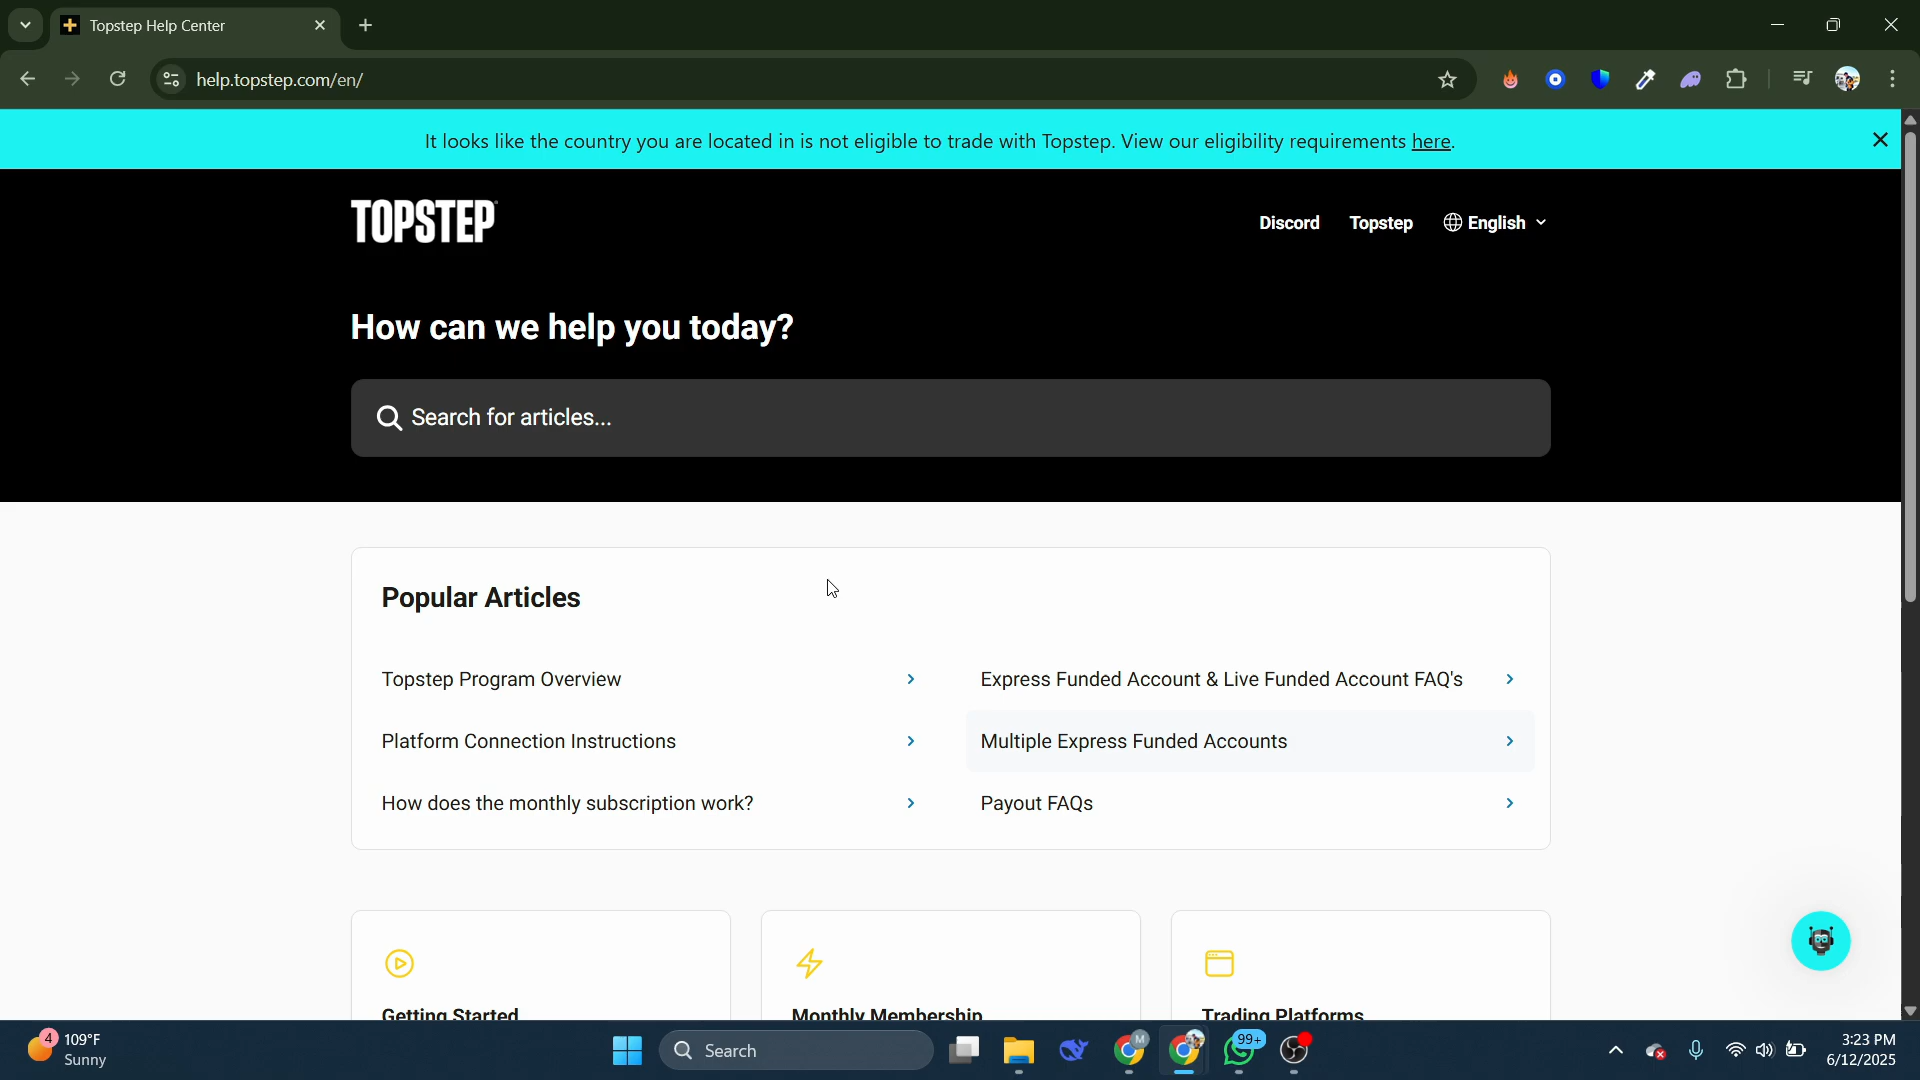 Topstep Help Center
help.topstep.com/en/
It looks like the country you are located in is not eligible to trade with Topstep. View our eligibility requirements here.
TOPSTEP
Discord
Topstep
English
How can we help you today?
Search for articles...
Popular Articles
Topstep Program Overview
Express Funded Account & Live Funded Account FAQ's
Platform Connection Instructions
Multiple Express Funded Accounts
How does the monthly subscription work?
Payout FAQs
Getting Started
Monthly Membership
Trading Platforms
4
109°F
Sunny
Search
M
99+
3:23 PM
6/12/2025